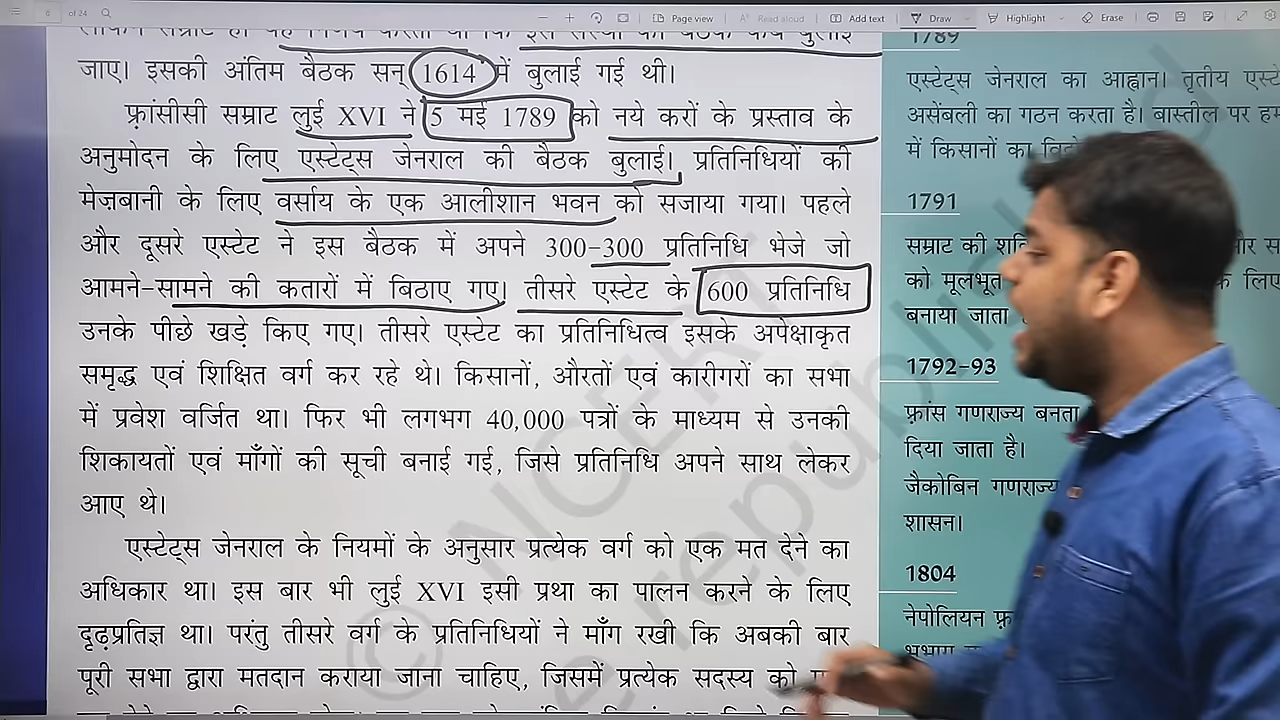 6 of 24
Page view
Read aloud
Add text
Draw
Highlight
Erase
जाए। इसकी अंतिम बैठक सन् 1614 में बुलाई गई थी।
फ़्रांसीसी सम्राट लुई XVI ने 5 मई 1789 को नये करों के प्रस्ताव के
अनुमोदन के लिए एस्टेट्स जेनराल की बैठक बुलाई। प्रतिनिधियों की
मेज़बानी के लिए वर्साय के एक आलीशान भवन को सजाया गया। पहले
और दूसरे एस्टेट ने इस बैठक में अपने 300-300 प्रतिनिधि भेजे जो
आमने-सामने की कतारों में बिठाए गए। तीसरे एस्टेट के 600 प्रतिनिधि
उनके पीछे खड़े किए गए। तीसरे एस्टेट का प्रतिनिधित्व इसके अपेक्षाकृत
समृद्ध एवं शिक्षित वर्ग कर रहे थे। किसानों, औरतों एवं कारीगरों का सभा
में प्रवेश वर्जित था। फिर भी लगभग 40,000 पत्रों के माध्यम से उनकी
शिकायतों एवं माँगों की सूची बनाई गई, जिसे प्रतिनिधि अपने साथ लेकर
आए थे।
एस्टेट्स जेनराल के नियमों के अनुसार प्रत्येक वर्ग को एक मत देने का
अधिकार था। इस बार भी लुई XVI इसी प्रथा का पालन करने के लिए
दृढ़प्रतिज्ञ था। परंतु तीसरे वर्ग के प्रतिनिधियों ने माँग रखी कि अबकी बार
पूरी सभा द्वारा मतदान कराया जाना चाहिए, जिसमें प्रत्येक सदस्य को
1789
एस्टेट्स जेनराल का आह्वान। तृतीय
असेंबली का गठन करता है। बास्तील पर
में किसानों का
1791
सम्राट की
को मूलभूत के
बनाया जाता
1792-93
फ़्रांस गणराज्य बनता
दिया जाता है।
जैकोबिन गणराज्य
शासन।
1804
नेपोलियन
© NCERT
be republished